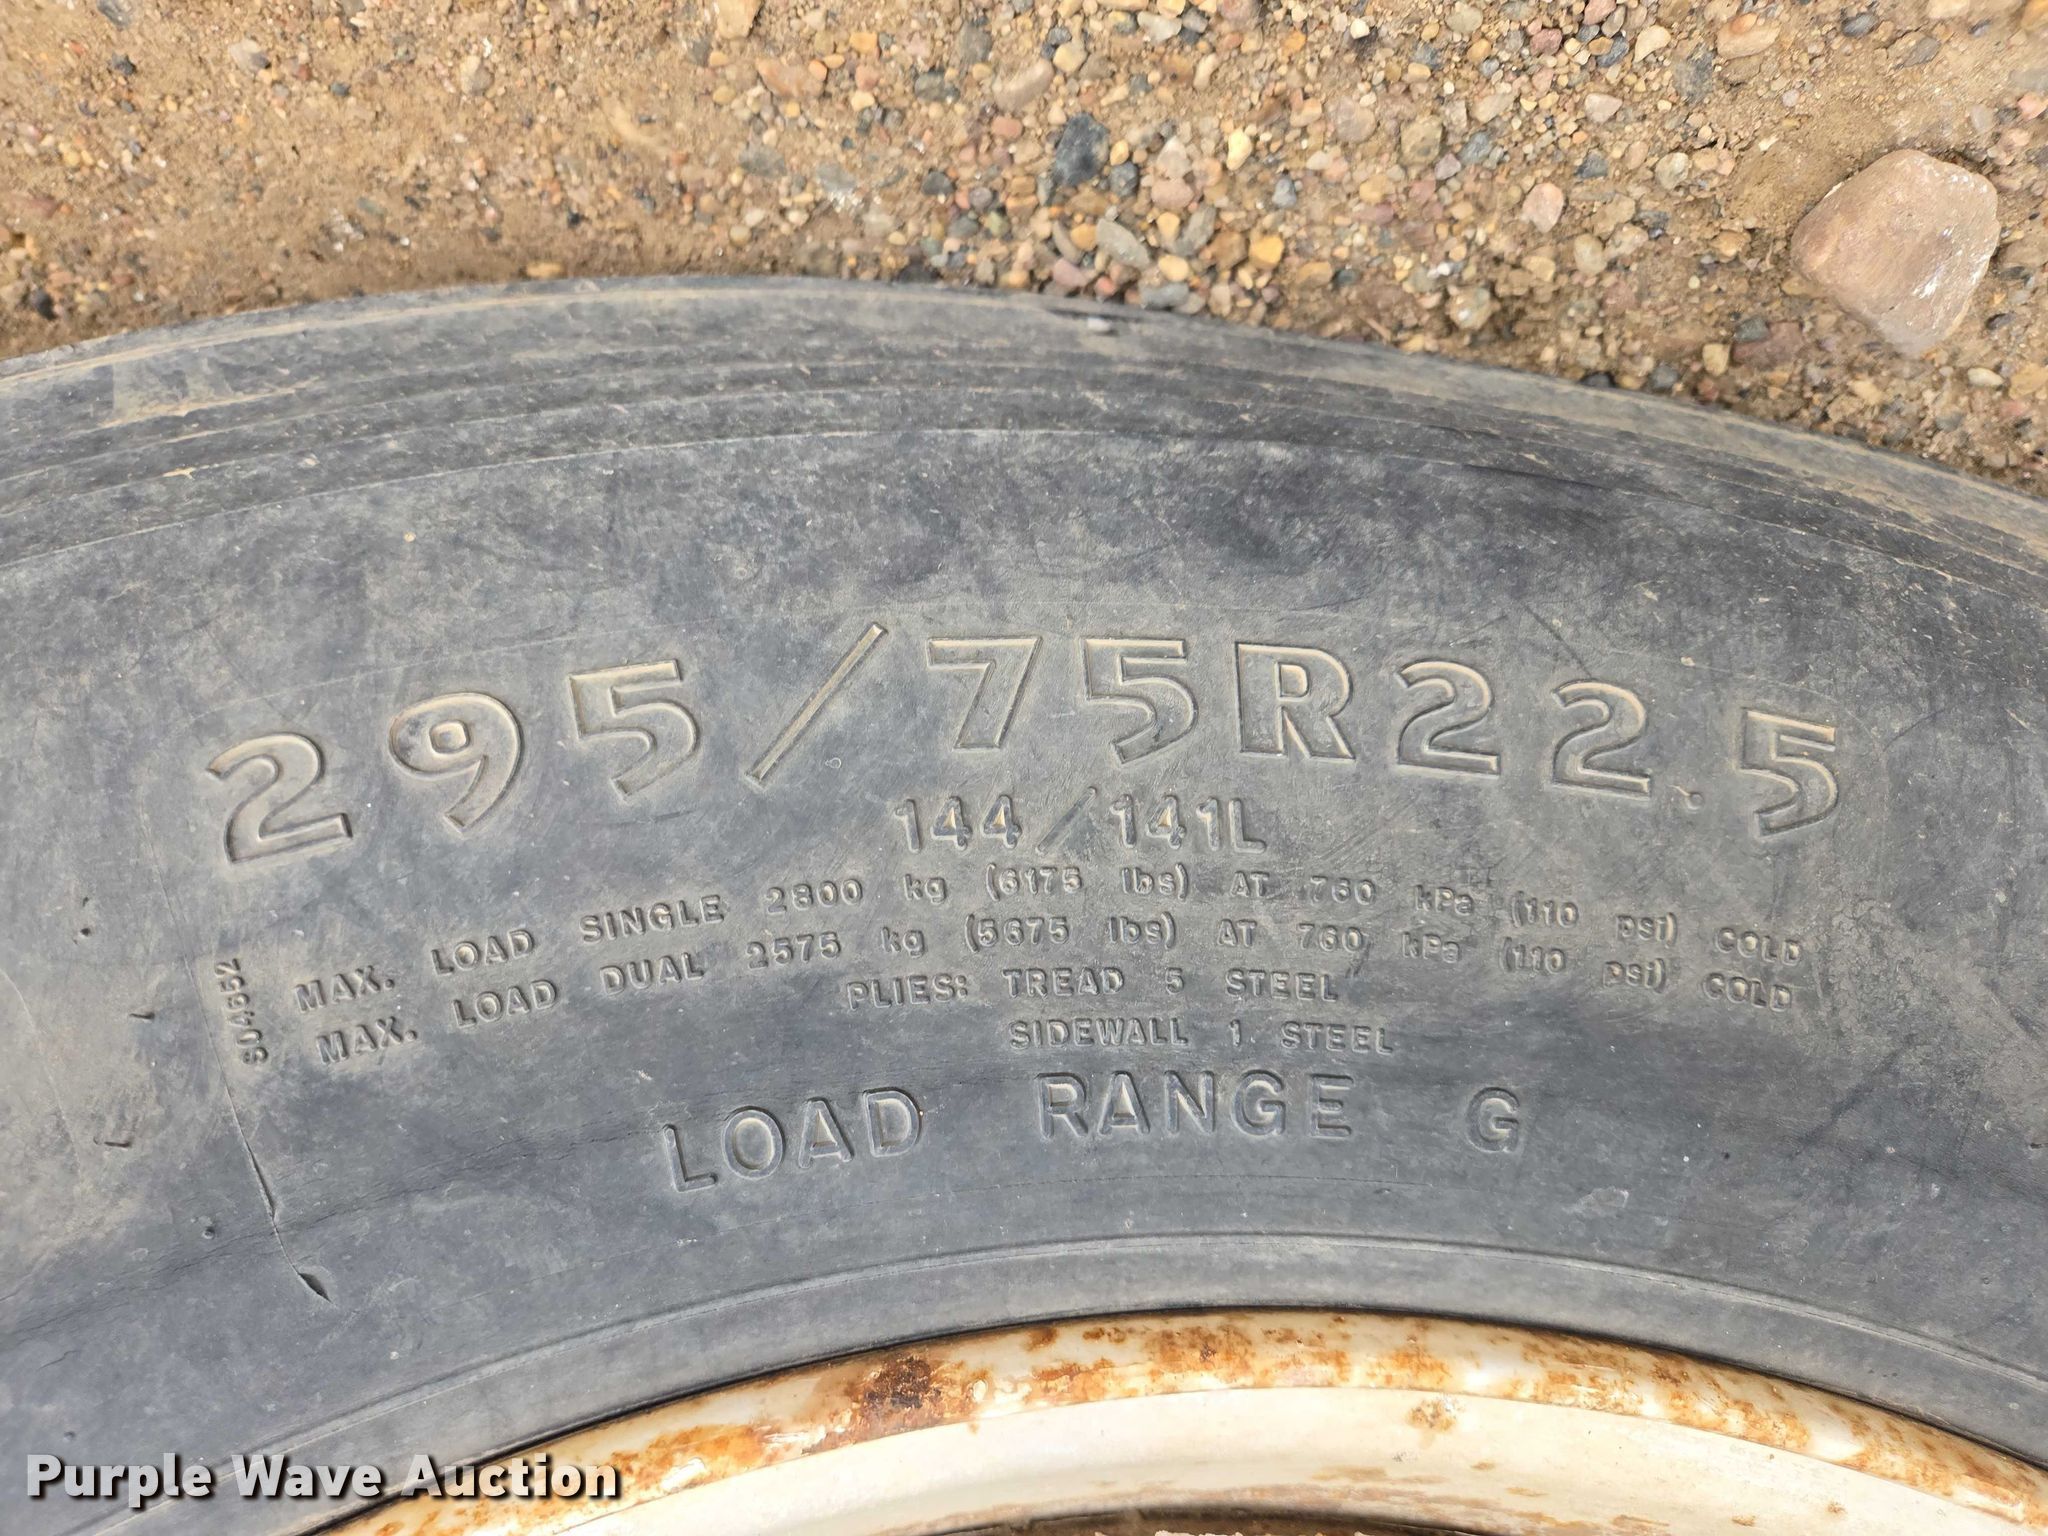 295/75R22.5
144/141L
MAX. LOAD SINGLE 2800 kg (6175 lbs) AT 760 kPa (110 psi) COLD
MAX. LOAD DUAL 2575 kg (5675 lbs) AT 760 kPa (110 psi) COLD
PLIES: TREAD 5 STEEL
SIDEWALL 1 STEEL
LOAD RANGE G
S04652
Purple Wave Auction